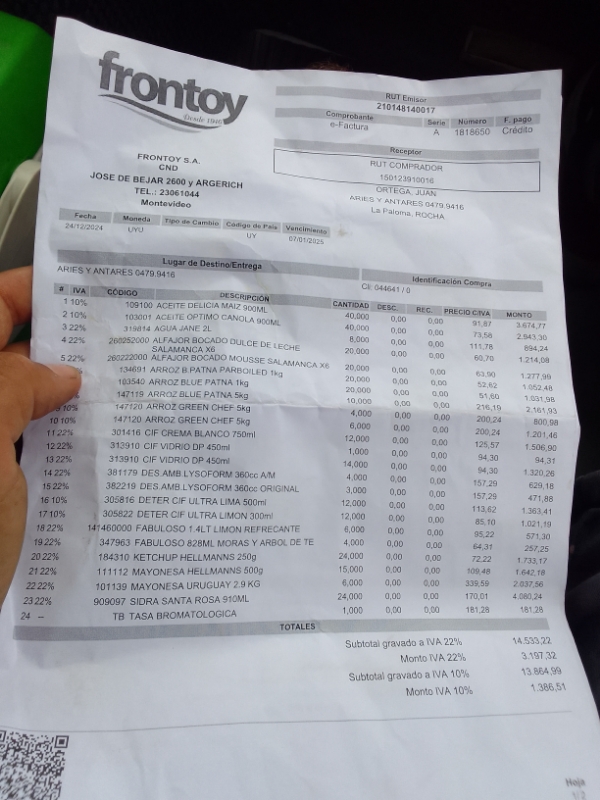 frontoy
Desde 1946
FRONTOY S.A.
CND
JOSE DE BEJAR 2600 y ARGERICH
TEL.: 23061044
Montevideo
RUT Emisor
210148140017
Comprobante Serie Número F. pago
e-Factura A 1818650 Crédito
Receptor
RUT COMPRADOR
150123910016
ORTEGA, JUAN
ARIES Y ANTARES 0479.9416
La Paloma, ROCHA
Fecha Moneda Tipo de Cambio Código de País Vencimiento
24/12/2024 UYU UY 07/01/2025
Lugar de Destino/Entrega Identificación Compra
ARIES Y ANTARES 0479.9416 CI: 044641 / 0
# IVA CÓDIGO DESCRIPCIÓN CANTIDAD DESC. REC. PRECIO C/IVA MONTO
1 10% 109100 ACEITE DELICIA MAIZ 900ML 40,000 0,00 0,00 91,87 3.674,77
2 10% 103001 ACEITE OPTIMO CANOLA 900ML 40,000 0,00 0,00 73,58 2.943,30
3 22% 319814 AGUA JANE 2L 8,000 0,00 0,00 111,78 894,24
4 22% 260252000 ALFAJOR BOCADO DULCE DE LECHE SALAMANCA X6 20,000 0,00 0,00 60,70 1.214,08
5 22% 260222000 ALFAJOR BOCADO MOUSSE SALAMANCA X6 20,000 0,00 0,00 63,90 1.277,99
134691 ARROZ B.PATNA PARBOILED 1kg 20,000 0,00 0,00 52,62 1.052,48
103540 ARROZ BLUE PATNA 1kg 20,000 0,00 0,00 51,60 1.031,98
147119 ARROZ BLUE PATNA 5kg 10,000 0,00 0,00 216,19 2.161,93
9 10% 147120 ARROZ GREEN CHEF 5kg 4,000 0,00 0,00 200,24 800,98
10 10% 147120 ARROZ GREEN CHEF 5kg 6,000 0,00 0,00 200,24 1.201,46
11 22% 301416 CIF CREMA BLANCO 750ml 12,000 0,00 0,00 125,57 1.506,90
12 22% 313910 CIF VIDRIO DP 450ml 1,000 0,00 0,00 94,30 94,31
13 22% 313910 CIF VIDRIO DP 450ml 14,000 0,00 0,00 94,30 1.320,26
14 22% 381179 DES.AMB LYSOFORM 360cc A/M 4,000 0,00 0,00 157,29 629,18
15 22% 382219 DES.AMB LYSOFORM 360cc ORIGINAL 3,000 0,00 0,00 157,29 471,88
16 10% 305816 DETER CIF ULTRA LIMA 500ml 12,000 0,00 0,00 113,62 1.363,41
17 10% 305822 DETER CIF ULTRA LIMON 300ml 12,000 0,00 0,00 85,10 1.021,19
18 22% 141460000 FABULOSO 1.4LT LIMON REFRECANTE 6,000 0,00 0,00 95,22 571,30
19 22% 347963 FABULOSO 828ML MORAS Y ARBOL DE TE 4,000 0,00 0,00 64,31 257,25
20 22% 184310 KETCHUP HELLMANNS 250g 24,000 0,00 0,00 72,22 1.733,17
21 22% 111112 MAYONESA HELLMANNS 500g 15,000 0,00 0,00 109,48 1.642,18
22 22% 101139 MAYONESA URUGUAY 2.9 KG 6,000 0,00 0,00 339,59 2.037,56
23 22% 909097 SIDRA SANTA ROSA 910ML 24,000 0,00 0,00 170,01 4.080,24
24 -- TB TASA BROMATOLOGICA 1,000 0,00 0,00 181,28 181,28
TOTALES
Subtotal gravado a IVA 22% 14.533,22
Monto IVA 22% 3.197,32
Subtotal gravado a IVA 10% 13.864,99
Monto IVA 10% 1.386,51
Hoja
1/2